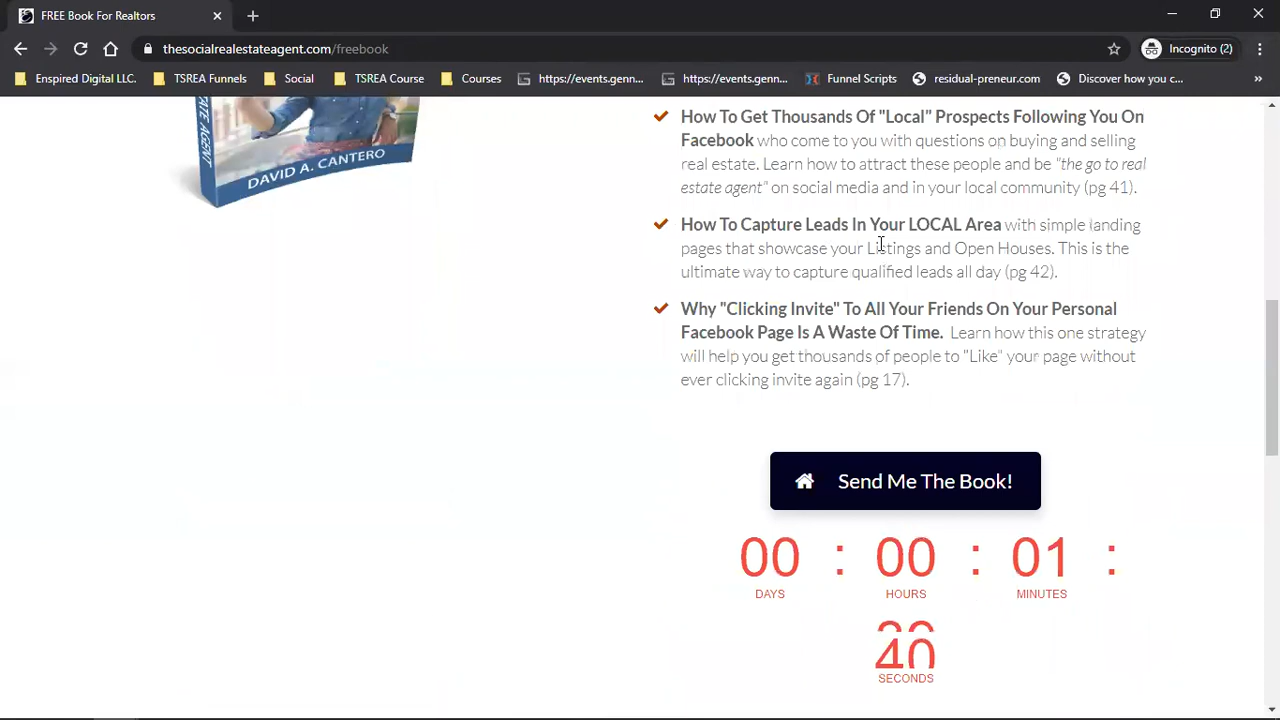 FREE Book For Realtors
thesocialrealestateagent.com/freebook
Incognito (2)
Enspired Digital LLC.
TSREA Funnels
Social
TSREA Course
Courses
https://events.genn...
https://events.genn...
Funnel Scripts
residual-preneur.com
Discover how you c...
»
ATE AGENT
DAVID A. CANTERO
How To Get Thousands Of "Local" Prospects Following You On
Facebook who come to you with questions on buying and selling
real estate. Learn how to attract these people and be "the go to real
estate agent" on social media and in your local community (pg 41).
How To Capture Leads In Your LOCAL Area with simple landing
pages that showcase your Listings and Open Houses. This is the
ultimate way to capture qualified leads all day (pg 42).
Why "Clicking Invite" To All Your Friends On Your Personal
Facebook Page Is A Waste Of Time. Learn how this one strategy
will help you get thousands of people to "Like" your page without
ever clicking invite again (pg 17).
Send Me The Book!
00 : 00 : 01 :
DAYS HOURS MINUTES
40
SECONDS